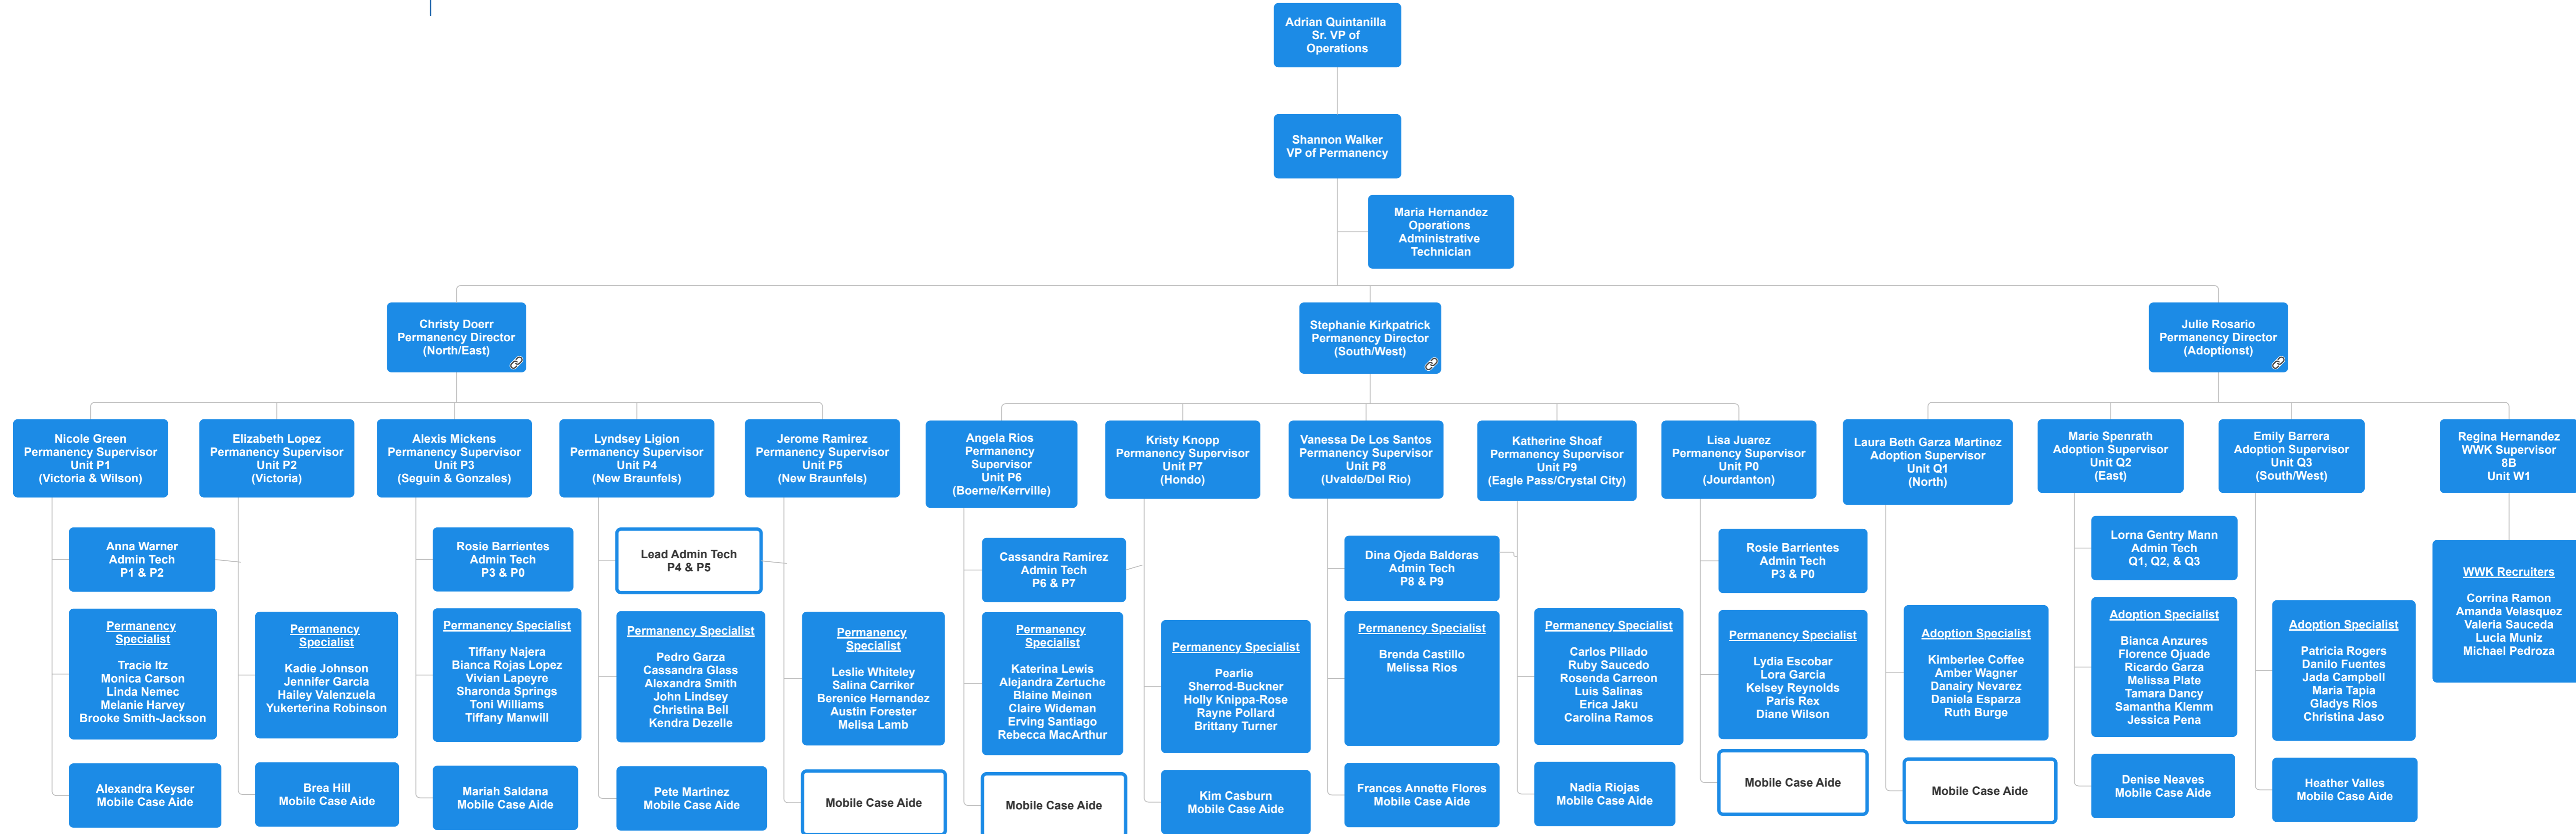 Adrian Quintanilla
Sr. VP of
Operations
Shannon Walker
VP of Permanency
Maria Hernandez
Operations
Administrative
Technician
Christy Doerr
Permanency Director
(North/East)
Stephanie Kirkpatrick
Permanency Director
(South/West)
Julie Rosario
Permanency Director
(Adoptionst)
Nicole Green
Permanency Supervisor
Unit P1
(Victoria & Wilson)
Elizabeth Lopez
Permanency Supervisor
Unit P2
(Victoria)
Alexis Mickens
Permanency Supervisor
Unit P3
(Seguin & Gonzales)
Lyndsey Ligion
Permanency Supervisor
Unit P4
(New Braunfels)
Jerome Ramirez
Permanency Supervisor
Unit P5
(New Braunfels)
Angela Rios
Permanency
Supervisor
Unit P6
(Boerne/Kerrville)
Kristy Knopp
Permanency Supervisor
Unit P7
(Hondo)
Vanessa De Los Santos
Permanency Supervisor
Unit P8
(Uvalde/Del Rio)
Katherine Shoaf
Permanency Supervisor
Unit P9
(Eagle Pass/Crystal City)
Lisa Juarez
Permanency Supervisor
Unit P0
(Jourdanton)
Laura Beth Garza Martinez
Adoption Supervisor
Unit Q1
(North)
Marie Spenrath
Adoption Supervisor
Unit Q2
(East)
Emily Barrera
Adoption Supervisor
Unit Q3
(South/West)
Regina Hernandez
WWK Supervisor
8B
Unit W1
Anna Warner
Admin Tech
P1 & P2
Rosie Barrientes
Admin Tech
P3 & P0
Lead Admin Tech
P4 & P5
Cassandra Ramirez
Admin Tech
P6 & P7
Dina Ojeda Balderas
Admin Tech
P8 & P9
Rosie Barrientes
Admin Tech
P3 & P0
Lorna Gentry Mann
Admin Tech
Q1, Q2, & Q3
Permanency
Specialist
Tracie Itz
Monica Carson
Linda Nemec
Melanie Harvey
Brooke Smith-Jackson
Permanency
Specialist
Kadie Johnson
Jennifer Garcia
Hailey Valenzuela
Yukerterina Robinson
Permanency Specialist
Tiffany Najera
Bianca Rojas Lopez
Vivian Lapeyre
Sharonda Springs
Toni Williams
Tiffany Manwill
Permanency Specialist
Pedro Garza
Cassandra Glass
Alexandra Smith
John Lindsey
Christina Bell
Kendra Dezelle
Permanency
Specialist
Leslie Whiteley
Salina Carriker
Berenice Hernandez
Austin Forester
Melisa Lamb
Permanency
Specialist
Katerina Lewis
Alejandra Zertuche
Blaine Meinen
Claire Wideman
Erving Santiago
Rebecca MacArthur
Permanency Specialist
Pearlie
Sherrod-Buckner
Holly Knippa-Rose
Rayne Pollard
Brittany Turner
Permanency Specialist
Brenda Castillo
Melissa Rios
Permanency Specialist
Carlos Piliado
Ruby Saucedo
Rosenda Carreon
Luis Salinas
Erica Jaku
Carolina Ramos
Permanency Specialist
Lydia Escobar
Lora Garcia
Kelsey Reynolds
Paris Rex
Diane Wilson
Adoption Specialist
Kimberlee Coffee
Amber Wagner
Danairy Nevarez
Daniela Esparza
Ruth Burge
Adoption Specialist
Bianca Anzures
Florence Ojuade
Ricardo Garza
Melissa Plate
Tamara Dancy
Samantha Klemm
Jessica Pena
Adoption Specialist
Patricia Rogers
Danilo Fuentes
Jada Campbell
Maria Tapia
Gladys Rios
Christina Jaso
WWK Recruiters
Corrina Ramon
Amanda Velasquez
Valeria Sauceda
Lucia Muniz
Michael Pedroza
Alexandra Keyser
Mobile Case Aide
Brea Hill
Mobile Case Aide
Mariah Saldana
Mobile Case Aide
Pete Martinez
Mobile Case Aide
Mobile Case Aide
Mobile Case Aide
Kim Casburn
Mobile Case Aide
Frances Annette Flores
Mobile Case Aide
Nadia Riojas
Mobile Case Aide
Mobile Case Aide
Mobile Case Aide
Denise Neaves
Mobile Case Aide
Heather Valles
Mobile Case Aide